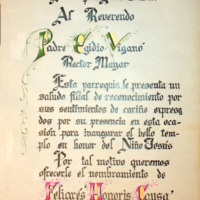 Al Reverendo
Padre Egidio Viganó
Rector Mayor
Esta parroquia le presenta un
saludo filial de reconocimiento por
sus sentimientos de cariño expresa
dos por su presencia en esta oca
sión para inaugurar el bello tem
plo en honor del Niño Jesús
Por tal motivo queremos
ofrecerle el nombramiento de
Feligrés Honoris Causa